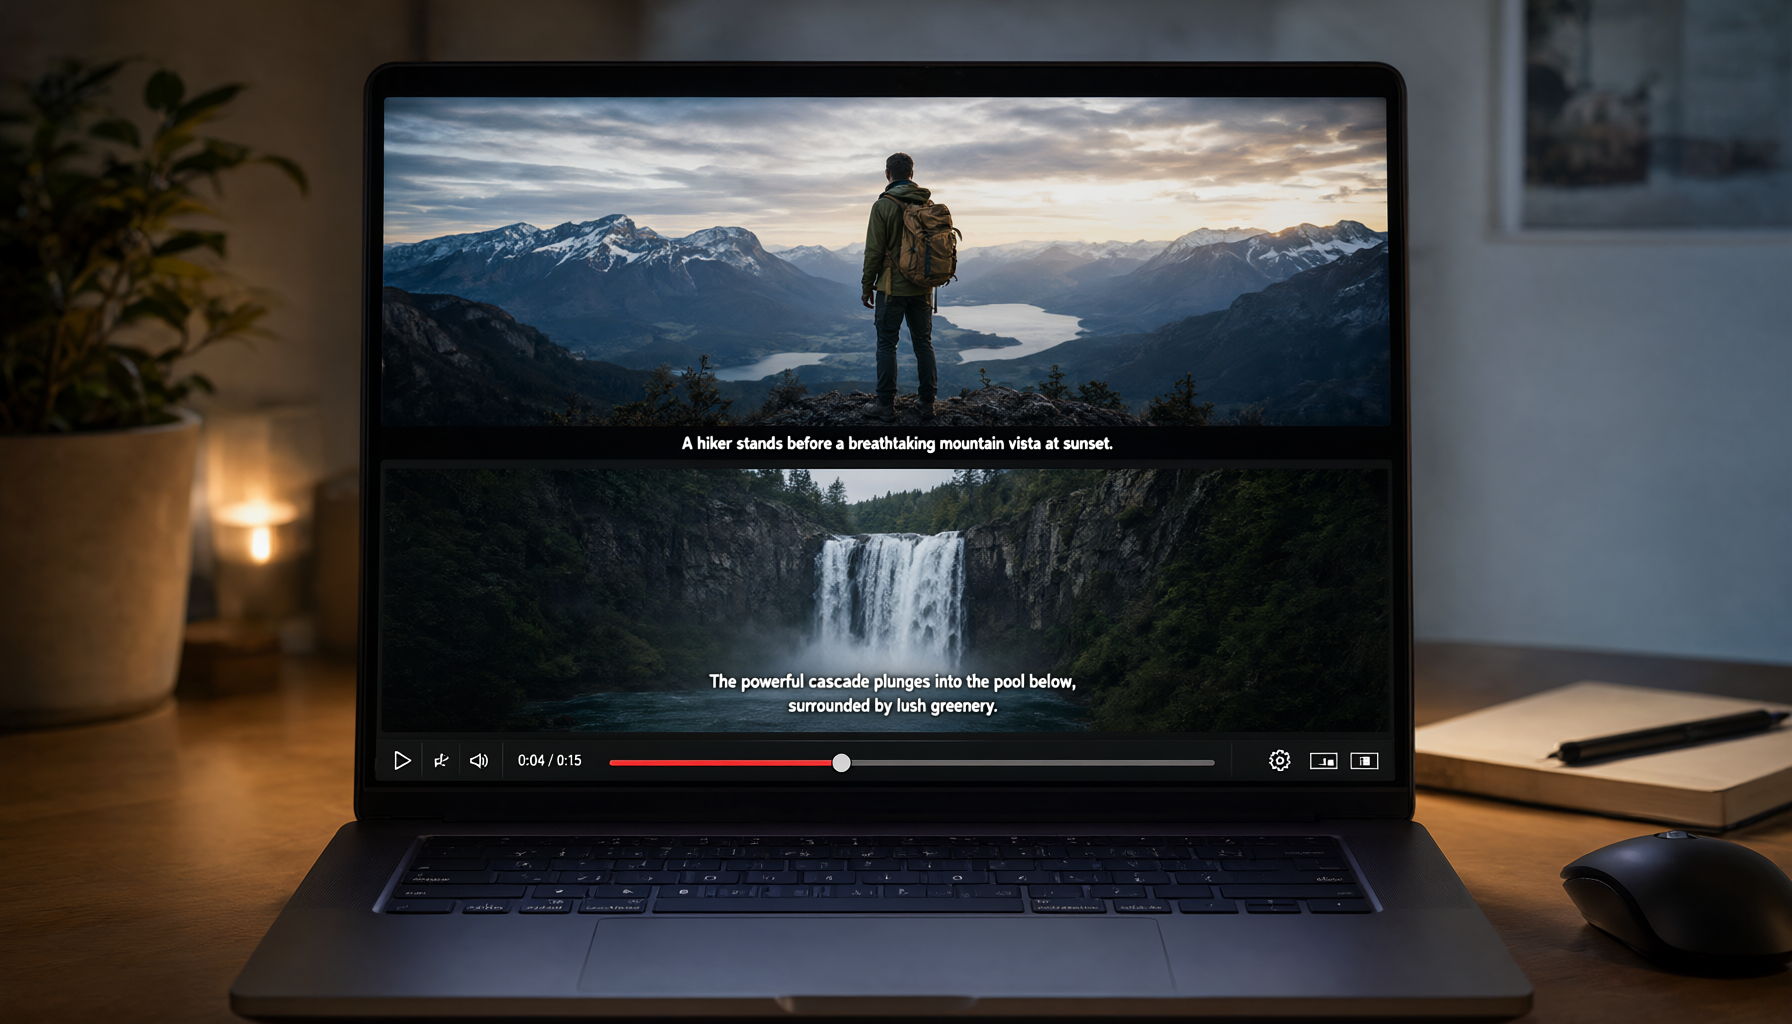 A hiker stands before a breathtaking mountain vista at sunset.
The powerful cascade plunges into the pool below,
surrounded by lush greenery.
0:04 / 0:15